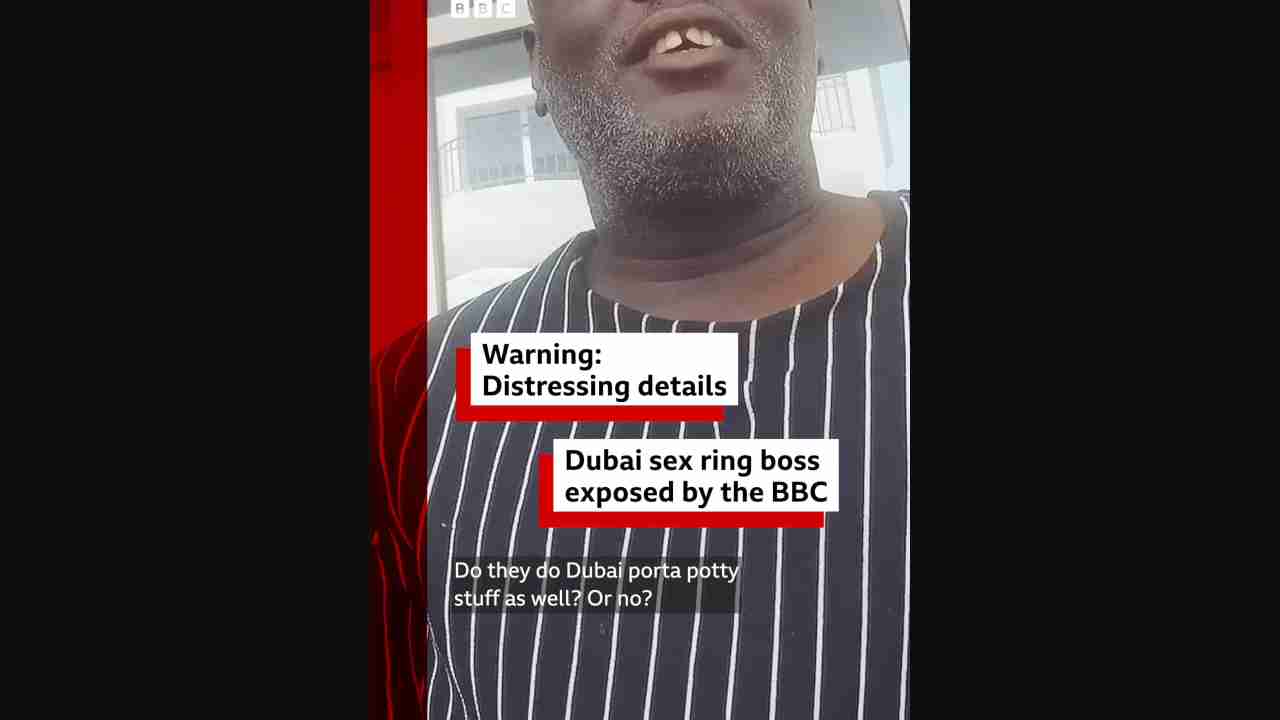 BBC
Warning:
Distressing details
Dubai sex ring boss
exposed by the BBC
Do they do Dubai porta potty
stuff as well? Or no?